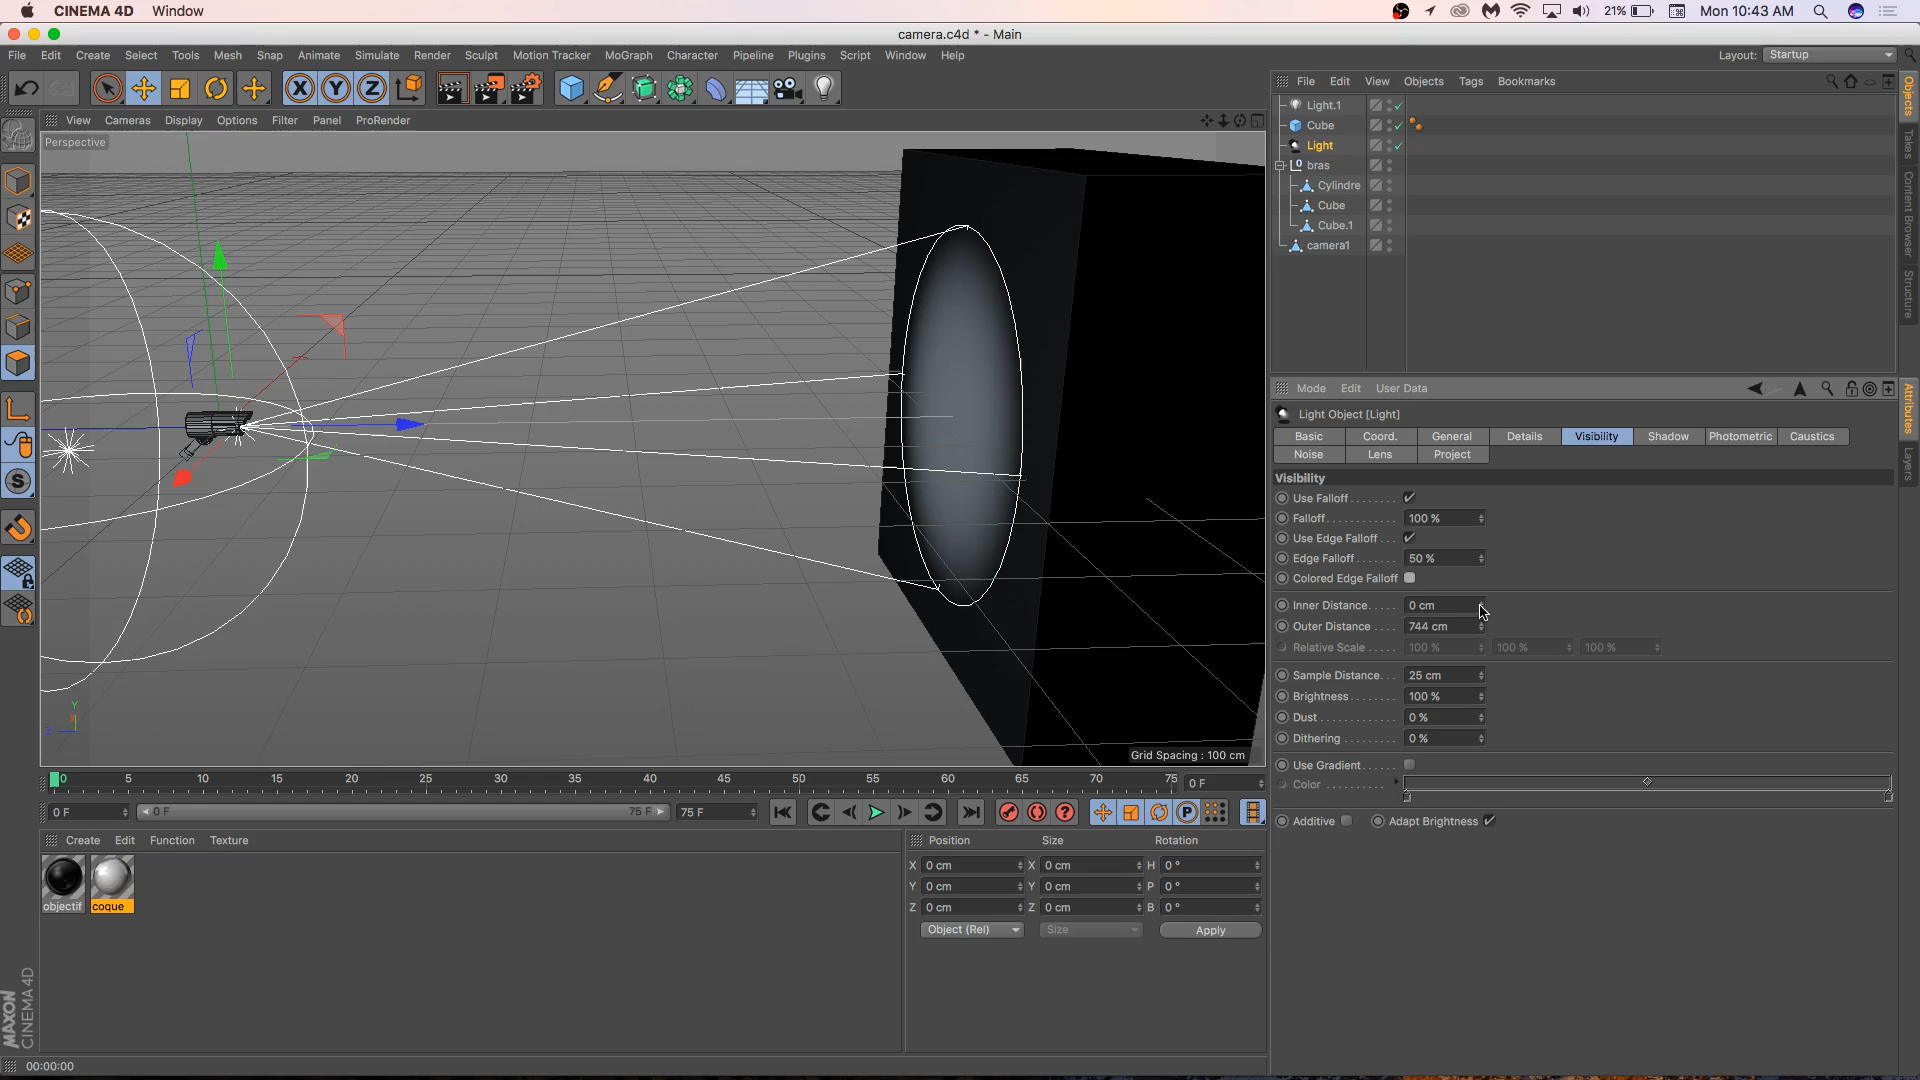 CINEMA 4D Window 21% Mon 10:43 AM
camera.c4d * - Main
File Edit Create Select Tools Mesh Snap Animate Simulate Render Sculpt Motion Tracker MoGraph Character Pipeline Plugins Script Window Help Layout: Startup
X Y Z
File Edit View Objects Tags Bookmarks
View Cameras Display Options Filter Panel ProRender
Perspective
Light.1
Cube
Light
bras
Cylindre
Cube
Cube.1
camera1
Objects
Takes
Content Browser
Structure
Mode Edit User Data
Attributes
Layers
Light Object [Light]
Basic Coord. General Details Visibility Shadow Photometric Caustics
Noise Lens Project
Visibility
Use Falloff
Falloff 100 %
Use Edge Falloff
Edge Falloff 50 %
Colored Edge Falloff
Inner Distance 0 cm
Outer Distance 744 cm
Relative Scale 100 % 100 % 100 %
Sample Distance 25 cm
Brightness 100 %
Dust 0 %
Dithering 0 %
Use Gradient
Color
Additive Adapt Brightness
Y
X
Z
Grid Spacing : 100 cm
0 5 10 15 20 25 30 35 40 45 50 55 60 65 70 75 0 F
0 F 0 F 75 F 75 F
Create Edit Function Texture
objectif coque
Position Size Rotation
X 0 cm X 0 cm H 0 °
Y 0 cm Y 0 cm P 0 °
Z 0 cm Z 0 cm B 0 °
Object (Rel) Size Apply
MAXON
CINEMA 4D
00:00:00